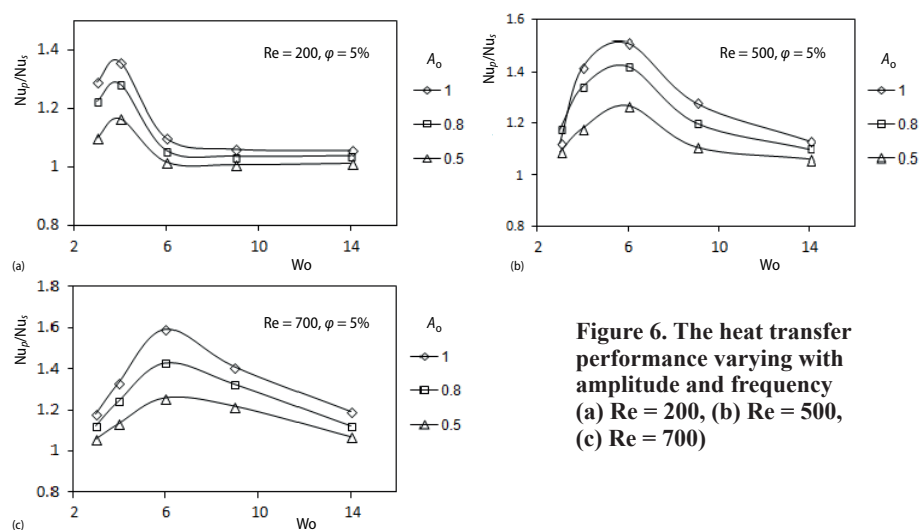 Nu_p/Nu_s
1.4
1.2
1
0.8
2
6
10
14
Wo
Re = 200, φ = 5%
A_o
1
0.8
0.5
(a)
Nu_p/Nu_s
1.6
1.4
1.2
1
0.8
2
6
10
14
Wo
Re = 500, φ = 5%
A_o
1
0.8
0.5
(b)
Nu_p/Nu_s
1.8
1.6
1.4
1.2
1
0.8
2
6
10
14
Wo
Re = 700, φ = 5%
A_o
1
0.8
0.5
(c)
Figure 6. The heat transfer
performance varying with
amplitude and frequency
(a) Re = 200, (b) Re = 500,
(c) Re = 700)